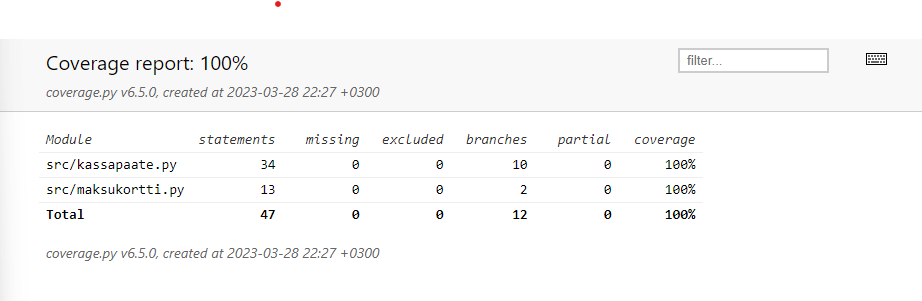 Coverage report: 100%
filter...
coverage.py v6.5.0, created at 2023-03-28 22:27 +0300
Module statements missing excluded branches partial coverage
src/kassapaate.py 34 0 0 10 0 100%
src/maksukortti.py 13 0 0 2 0 100%
Total 47 0 0 12 0 100%
coverage.py v6.5.0, created at 2023-03-28 22:27 +0300